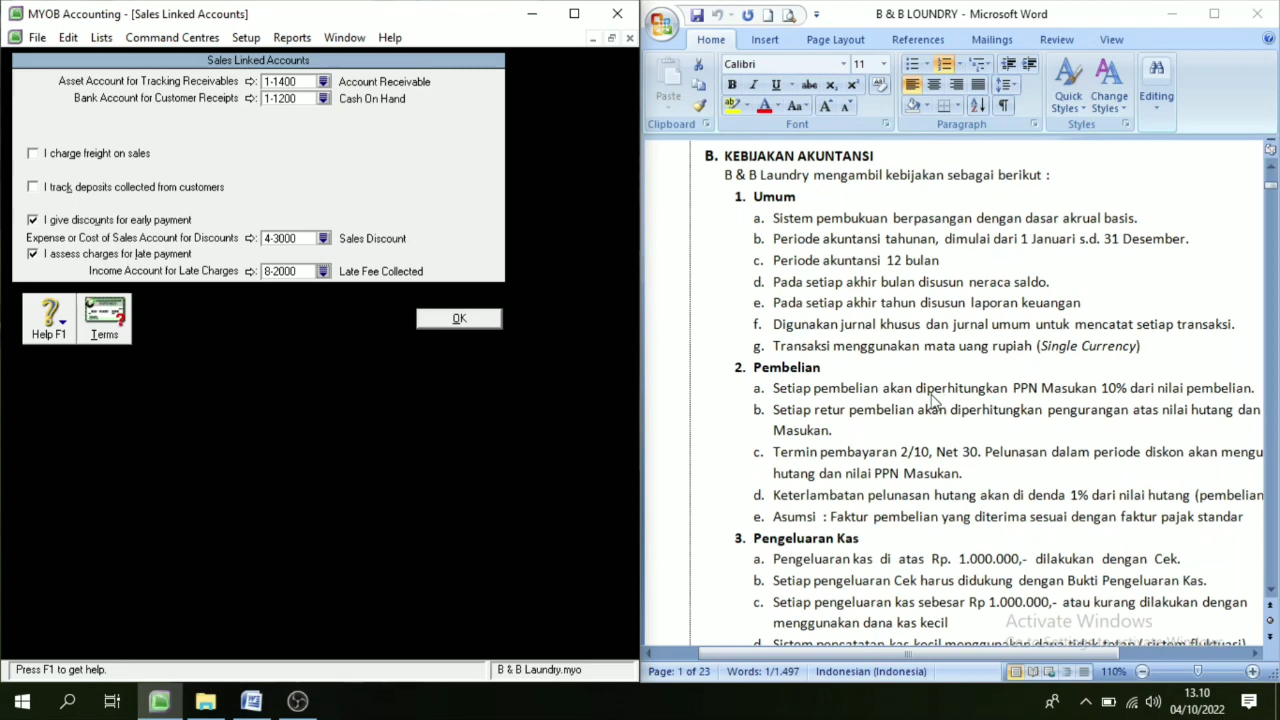 MYOB Accounting - [Sales Linked Accounts]
File Edit Lists Command Centres Setup Reports Window Help
Sales Linked Accounts
Asset Account for Tracking Receivables 1-1400 Account Receivable
Bank Account for Customer Receipts 1-1200 Cash On Hand
I charge freight on sales
I track deposits collected from customers
I give discounts for early payment
Expense or Cost of Sales Account for Discounts 4-3000 Sales Discount
I assess charges for late payment
Income Account for Late Charges 8-2000 Late Fee Collected
Help F1 Terms OK
Press F1 to get help. B & B Laundry.myo
B & B LOUNDRY - Microsoft Word
Home Insert Page Layout References Mailings Review View
Calibri 11
Paste
Quick Styles Change Styles Editing
Clipboard Font Paragraph Styles
B. KEBIJAKAN AKUNTANSI
B & B Laundry mengambil kebijakan sebagai berikut :
1. Umum
a. Sistem pembukuan berpasangan dengan dasar akrual basis.
b. Periode akuntansi tahunan, dimulai dari 1 Januari s.d. 31 Desember.
c. Periode akuntansi 12 bulan
d. Pada setiap akhir bulan disusun neraca saldo.
e. Pada setiap akhir tahun disusun laporan keuangan
f. Digunakan jurnal khusus dan jurnal umum untuk mencatat setiap transaksi.
g. Transaksi menggunakan mata uang rupiah (Single Currency)
2. Pembelian
a. Setiap pembelian akan diperhitungkan PPN Masukan 10% dari nilai pembelian.
b. Setiap retur pembelian akan diperhitungkan pengurangan atas nilai hutang dan
Masukan.
c. Termin pembayaran 2/10, Net 30. Pelunasan dalam periode diskon akan mengu
hutang dan nilai PPN Masukan.
d. Keterlambatan pelunasan hutang akan di denda 1% dari nilai hutang (pembelian
e. Asumsi : Faktur pembelian yang diterima sesuai dengan faktur pajak standar
3. Pengeluaran Kas
a. Pengeluaran kas di atas Rp. 1.000.000,- dilakukan dengan Cek.
b. Setiap pengeluaran Cek harus didukung dengan Bukti Pengeluaran Kas.
c. Setiap pengeluaran kas sebesar Rp 1.000.000,- atau kurang dilakukan dengan
menggunakan dana kas kecil
Activate Windows
Page: 1 of 23 Words: 1/1.497 Indonesian (Indonesia) 110%
13.10
04/10/2022